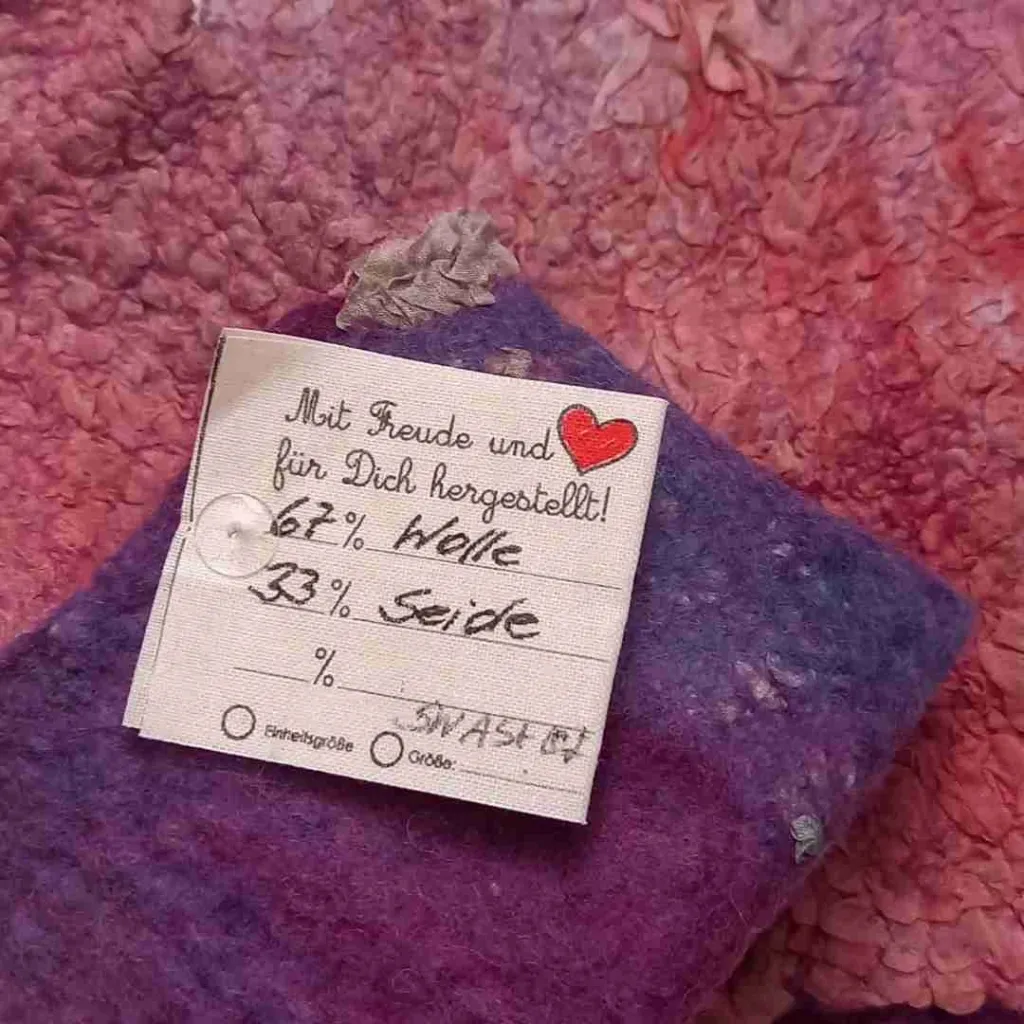 Mit Freude und
für Dich hergestellt!
67% Wolle
33% Seide
%
Einheitsgröße Größe: